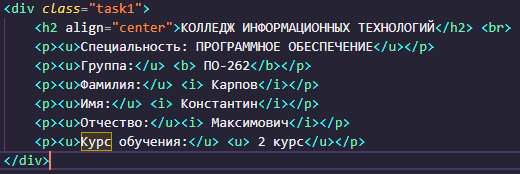 <div class="task1">
<h2 align="center">КОЛЛЕДЖ ИНФОРМАЦИОННЫХ ТЕХНОЛОГИЙ</h2> <br>
<p><u>Специальность: ПРОГРАММНОЕ ОБЕСПЕЧЕНИЕ</u></p>
<p><u>Группа:</u> <b> ПО-262</b></p>
<p><u>Фамилия:</u> <i> Карпов</i></p>
<p><u>Имя:</u> <i> Константин</i></p>
<p><u>Отчество:</u> <i> Максимович</i></p>
<p><u>Курс обучения:</u> <u> 2 курс</u></p>
</div>